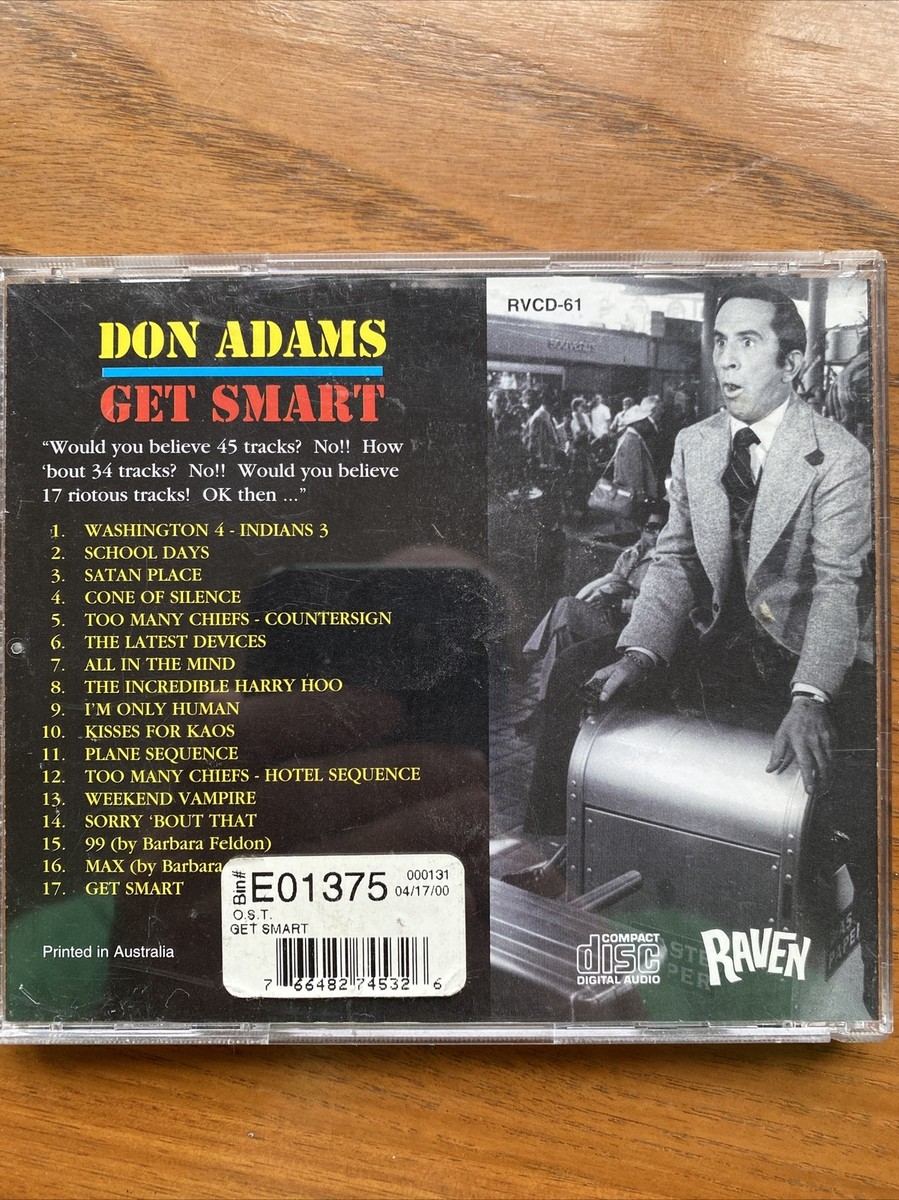 RVCD-61
DON ADAMS
GET SMART
"Would you believe 45 tracks? No!! How
'bout 34 tracks? No!! Would you believe
17 riotous tracks! OK then ..."
1. WASHINGTON 4 - INDIANS 3
2. SCHOOL DAYS
3. SATAN PLACE
4. CONE OF SILENCE
5. TOO MANY CHIEFS - COUNTERSIGN
6. THE LATEST DEVICES
7. ALL IN THE MIND
8. THE INCREDIBLE HARRY HOO
9. I'M ONLY HUMAN
10. KISSES FOR KAOS
11. PLANE SEQUENCE
12. TOO MANY CHIEFS - HOTEL SEQUENCE
13. WEEKEND VAMPIRE
14. SORRY 'BOUT THAT
15. 99 (by Barbara Feldon)
16. MAX (by Barbara
17. GET SMART
Bin# E01375 000131
04/17/00
O.S.T.
GET SMART
7 66482 74532 6
Printed in Australia
COMPACT
disc
DIGITAL AUDIO
RAVEN